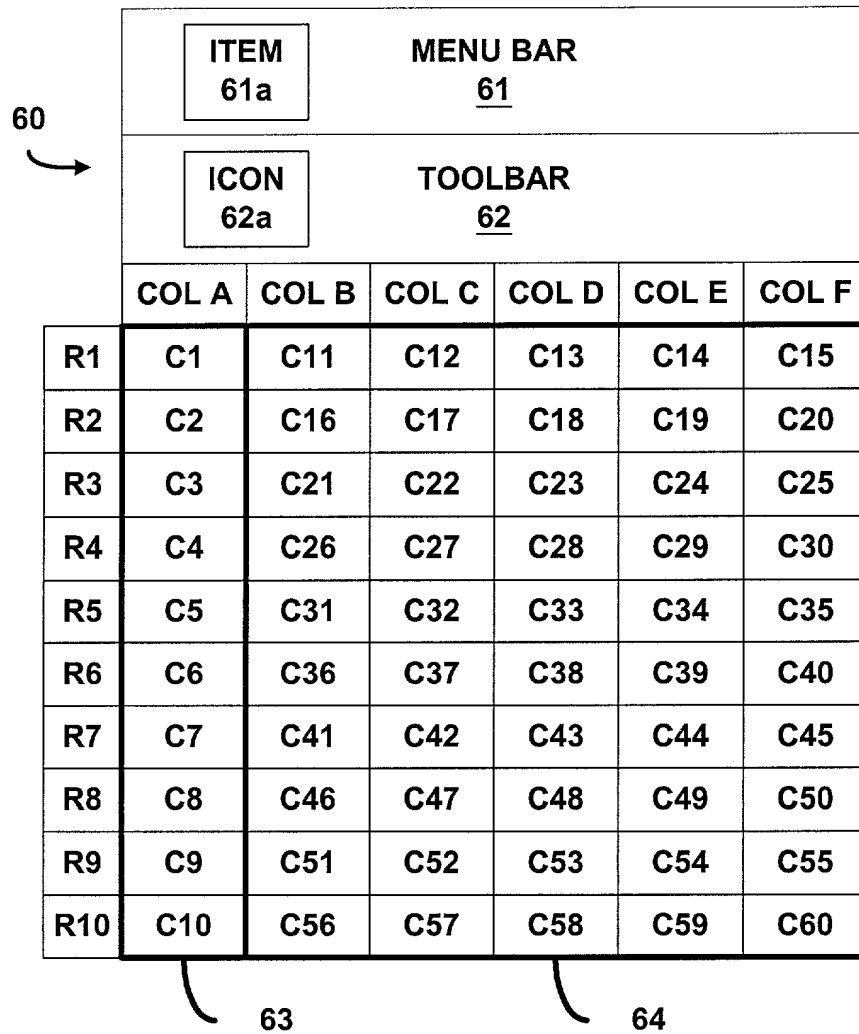 ITEM MENU BAR
61a 61
60
ICON TOOLBAR
62a 62
COL A COL B COL C COL D COL E COL F
R1 C1 C11 C12 C13 C14 C15
R2 C2 C16 C17 C18 C19 C20
R3 C3 C21 C22 C23 C24 C25
R4 C4 C26 C27 C28 C29 C30
R5 C5 C31 C32 C33 C34 C35
R6 C6 C36 C37 C38 C39 C40
R7 C7 C41 C42 C43 C44 C45
R8 C8 C46 C47 C48 C49 C50
R9 C9 C51 C52 C53 C54 C55
R10 C10 C56 C57 C58 C59 C60
63 64